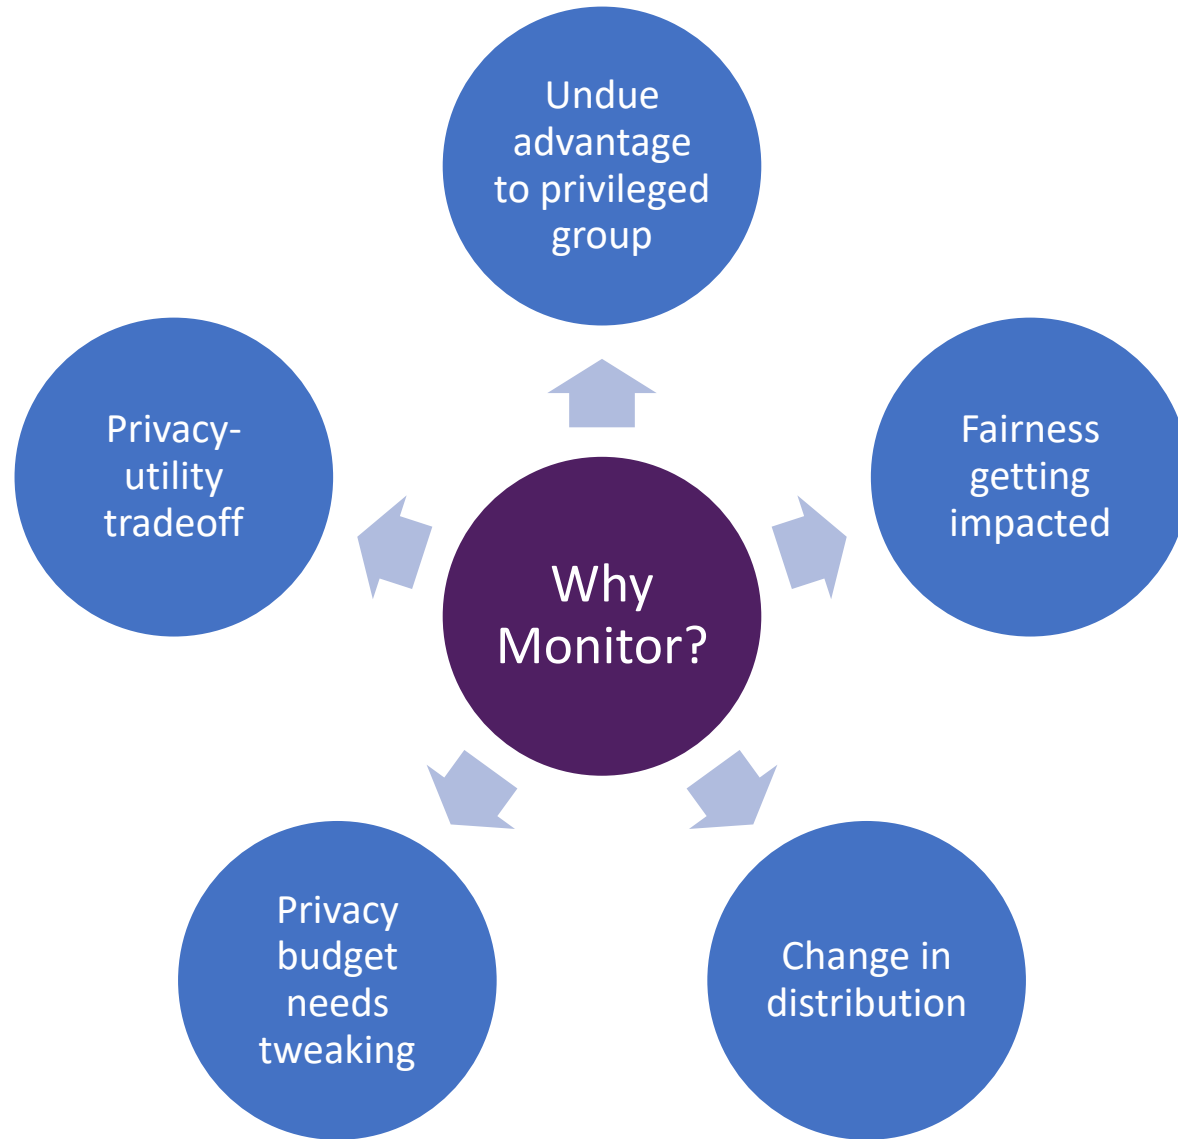 Undue
advantage
to privileged
group
Privacy-
utility
tradeoff
Fairness
getting
impacted
Why
Monitor?
Privacy
budget
needs
tweaking
Change in
distribution